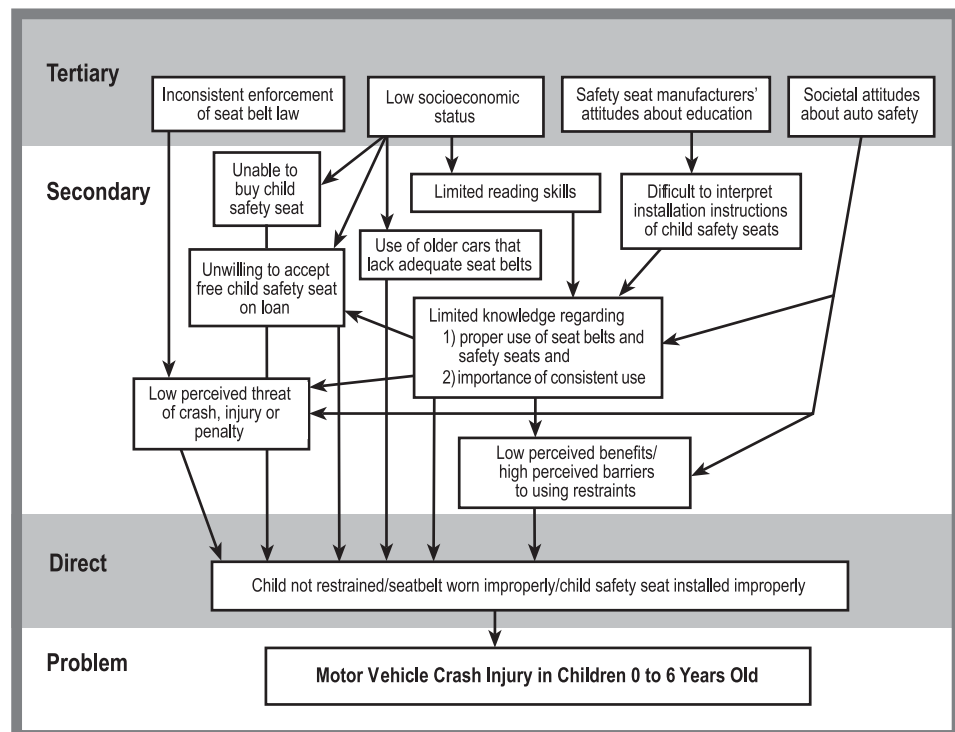 Tertiary
Inconsistent enforcement
of seat belt law
Low socioeconomic
status
Safety seat manufacturers'
attitudes about education
Societal attitudes
about auto safety
Secondary
Unable to
buy child
safety seat
Limited reading skills
Difficult to interpret
installation instructions
of child safety seats
Use of older cars that
lack adequate seat belts
Unwilling to accept
free child safety seat
on loan
Limited knowledge regarding
1) proper use of seat belts and
safety seats and
2) importance of consistent use
Low perceived threat
of crash, injury or
penalty
Low perceived benefits/
high perceived barriers
to using restraints
Direct
Child not restrained/seatbelt worn improperly/child safety seat installed improperly
Problem
Motor Vehicle Crash Injury in Children 0 to 6 Years Old